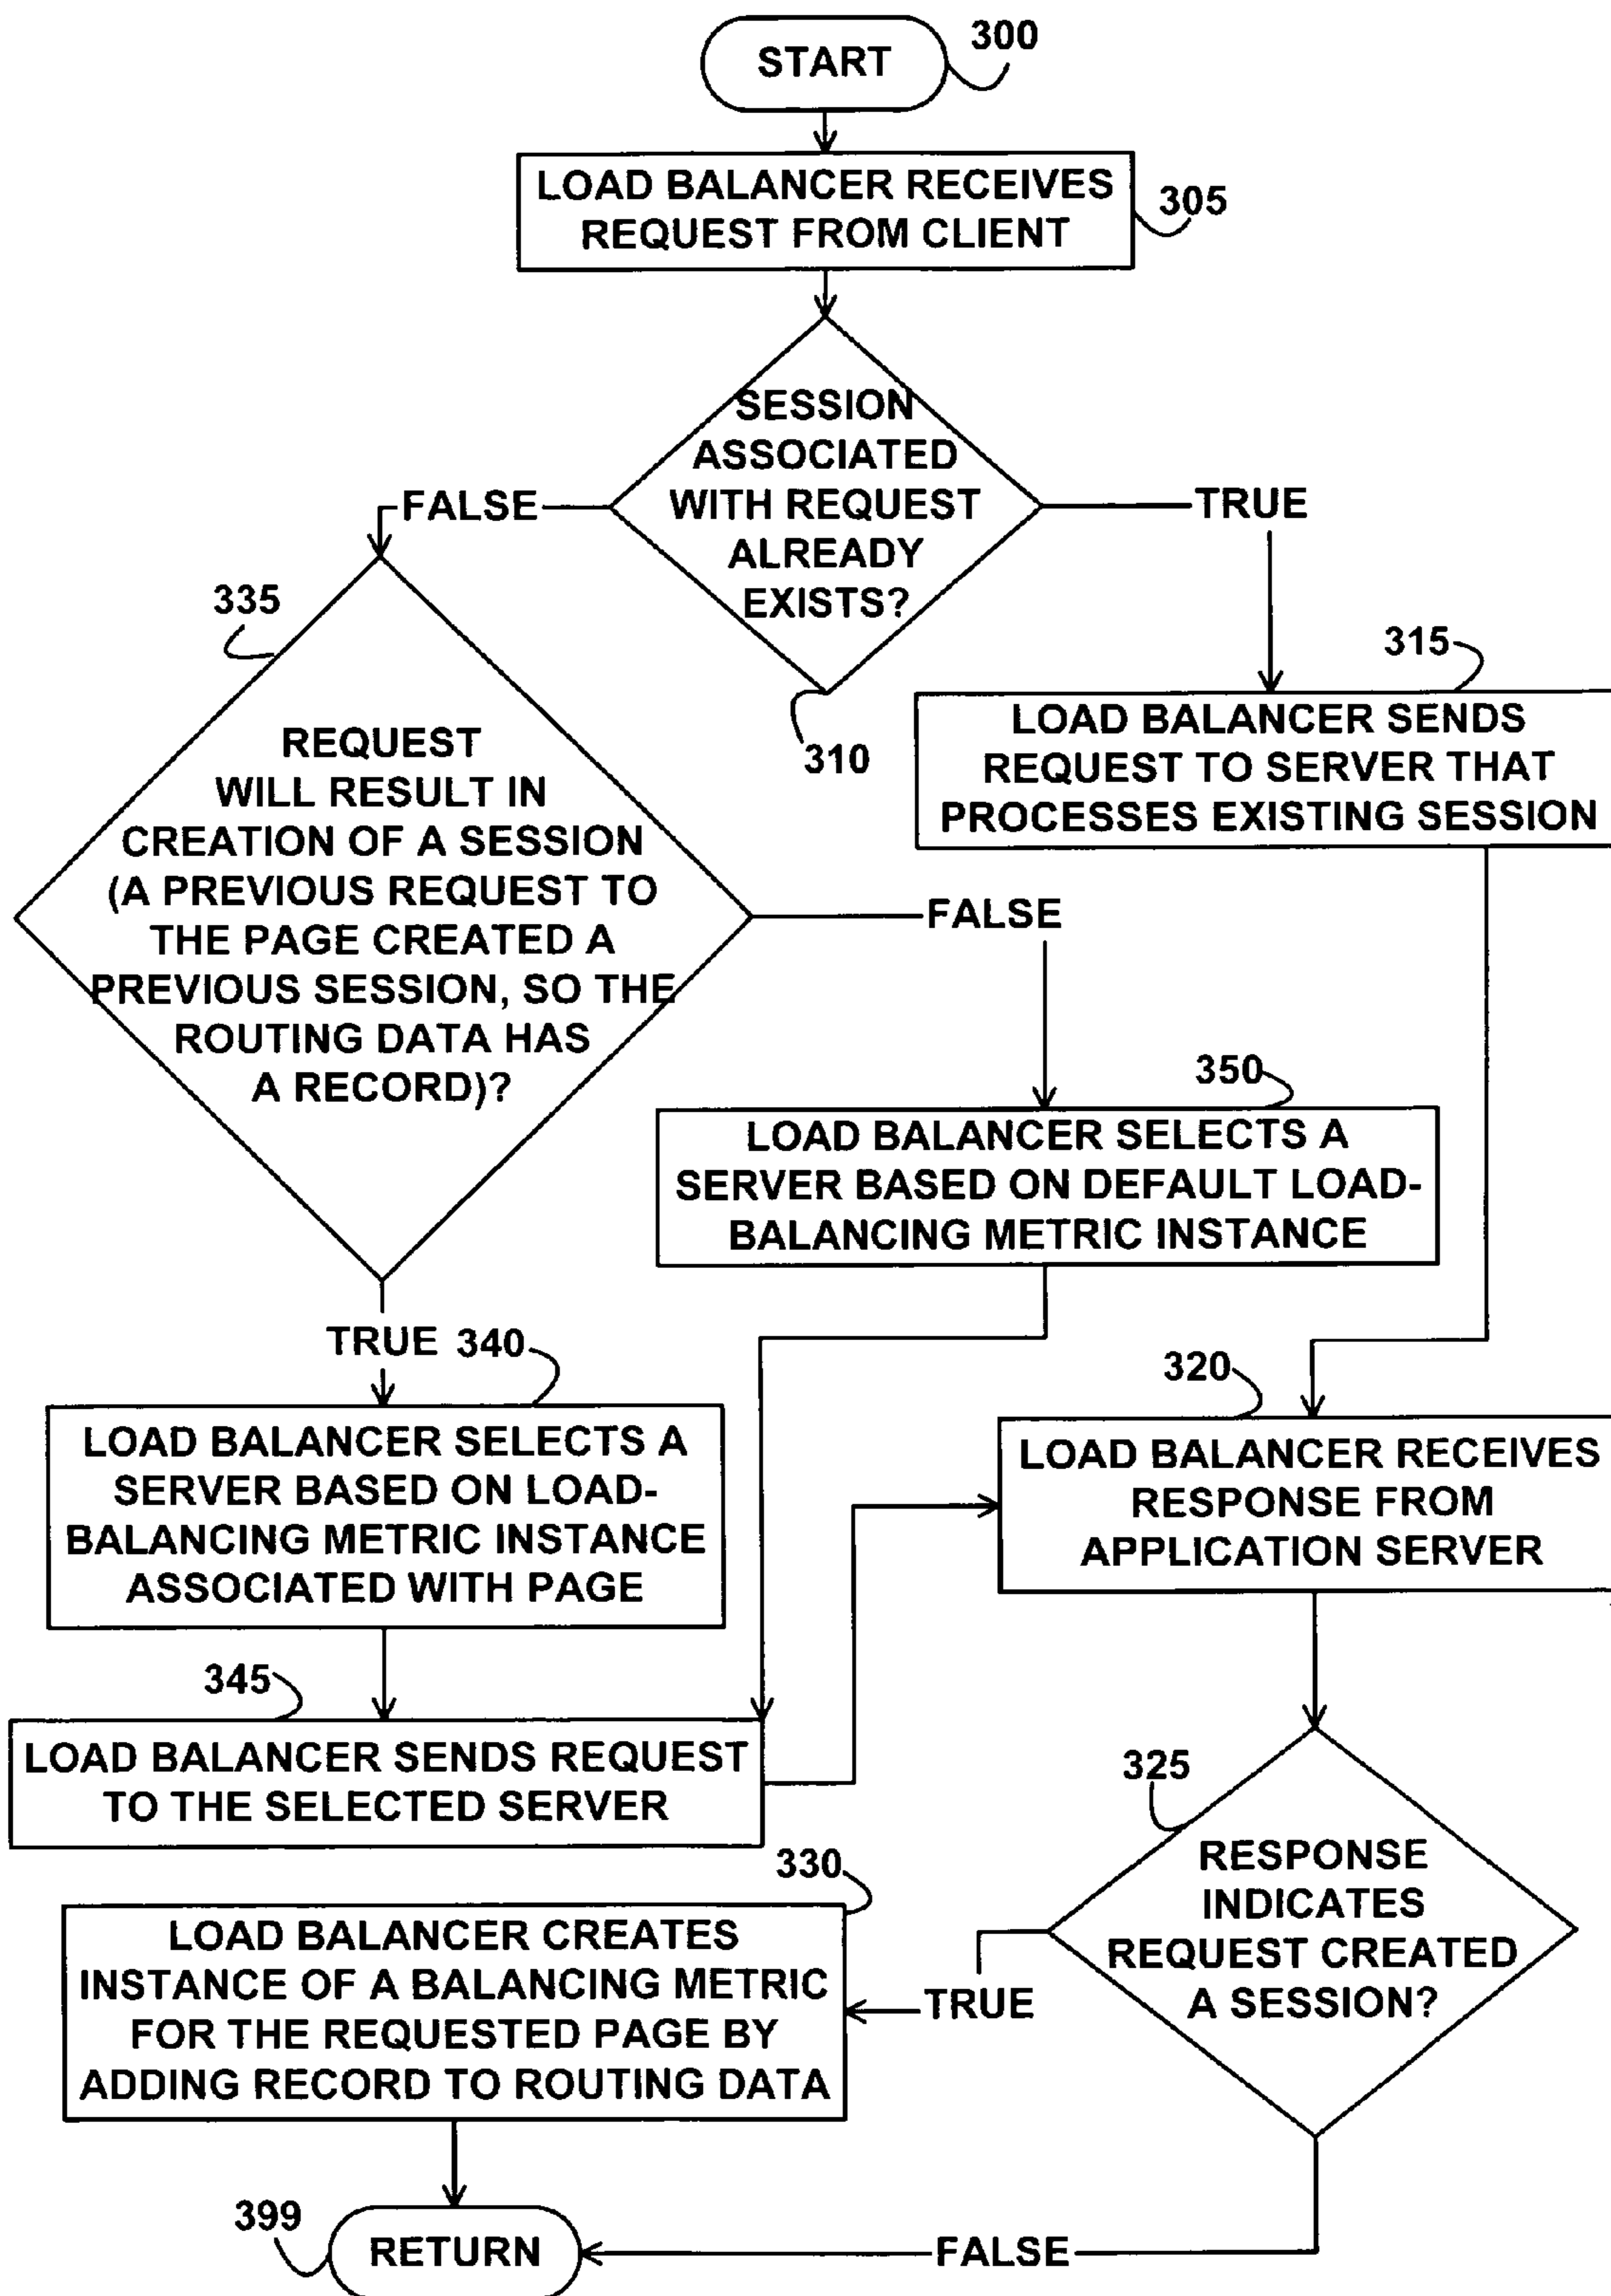 START
300
LOAD BALANCER RECEIVES
REQUEST FROM CLIENT
305
SESSION
ASSOCIATED
WITH REQUEST
ALREADY
EXISTS?
310
FALSE
TRUE
335
REQUEST
WILL RESULT IN
CREATION OF A SESSION
(A PREVIOUS REQUEST TO
THE PAGE CREATED A
PREVIOUS SESSION, SO THE
ROUTING DATA HAS
A RECORD)?
315
LOAD BALANCER SENDS
REQUEST TO SERVER THAT
PROCESSES EXISTING SESSION
FALSE
350
LOAD BALANCER SELECTS A
SERVER BASED ON DEFAULT LOAD-
BALANCING METRIC INSTANCE
TRUE
340
LOAD BALANCER SELECTS A
SERVER BASED ON LOAD-
BALANCING METRIC INSTANCE
ASSOCIATED WITH PAGE
320
LOAD BALANCER RECEIVES
RESPONSE FROM
APPLICATION SERVER
345
LOAD BALANCER SENDS REQUEST
TO THE SELECTED SERVER
325
RESPONSE
INDICATES
REQUEST CREATED
A SESSION?
TRUE
330
LOAD BALANCER CREATES
INSTANCE OF A BALANCING METRIC
FOR THE REQUESTED PAGE BY
ADDING RECORD TO ROUTING DATA
399
RETURN
FALSE